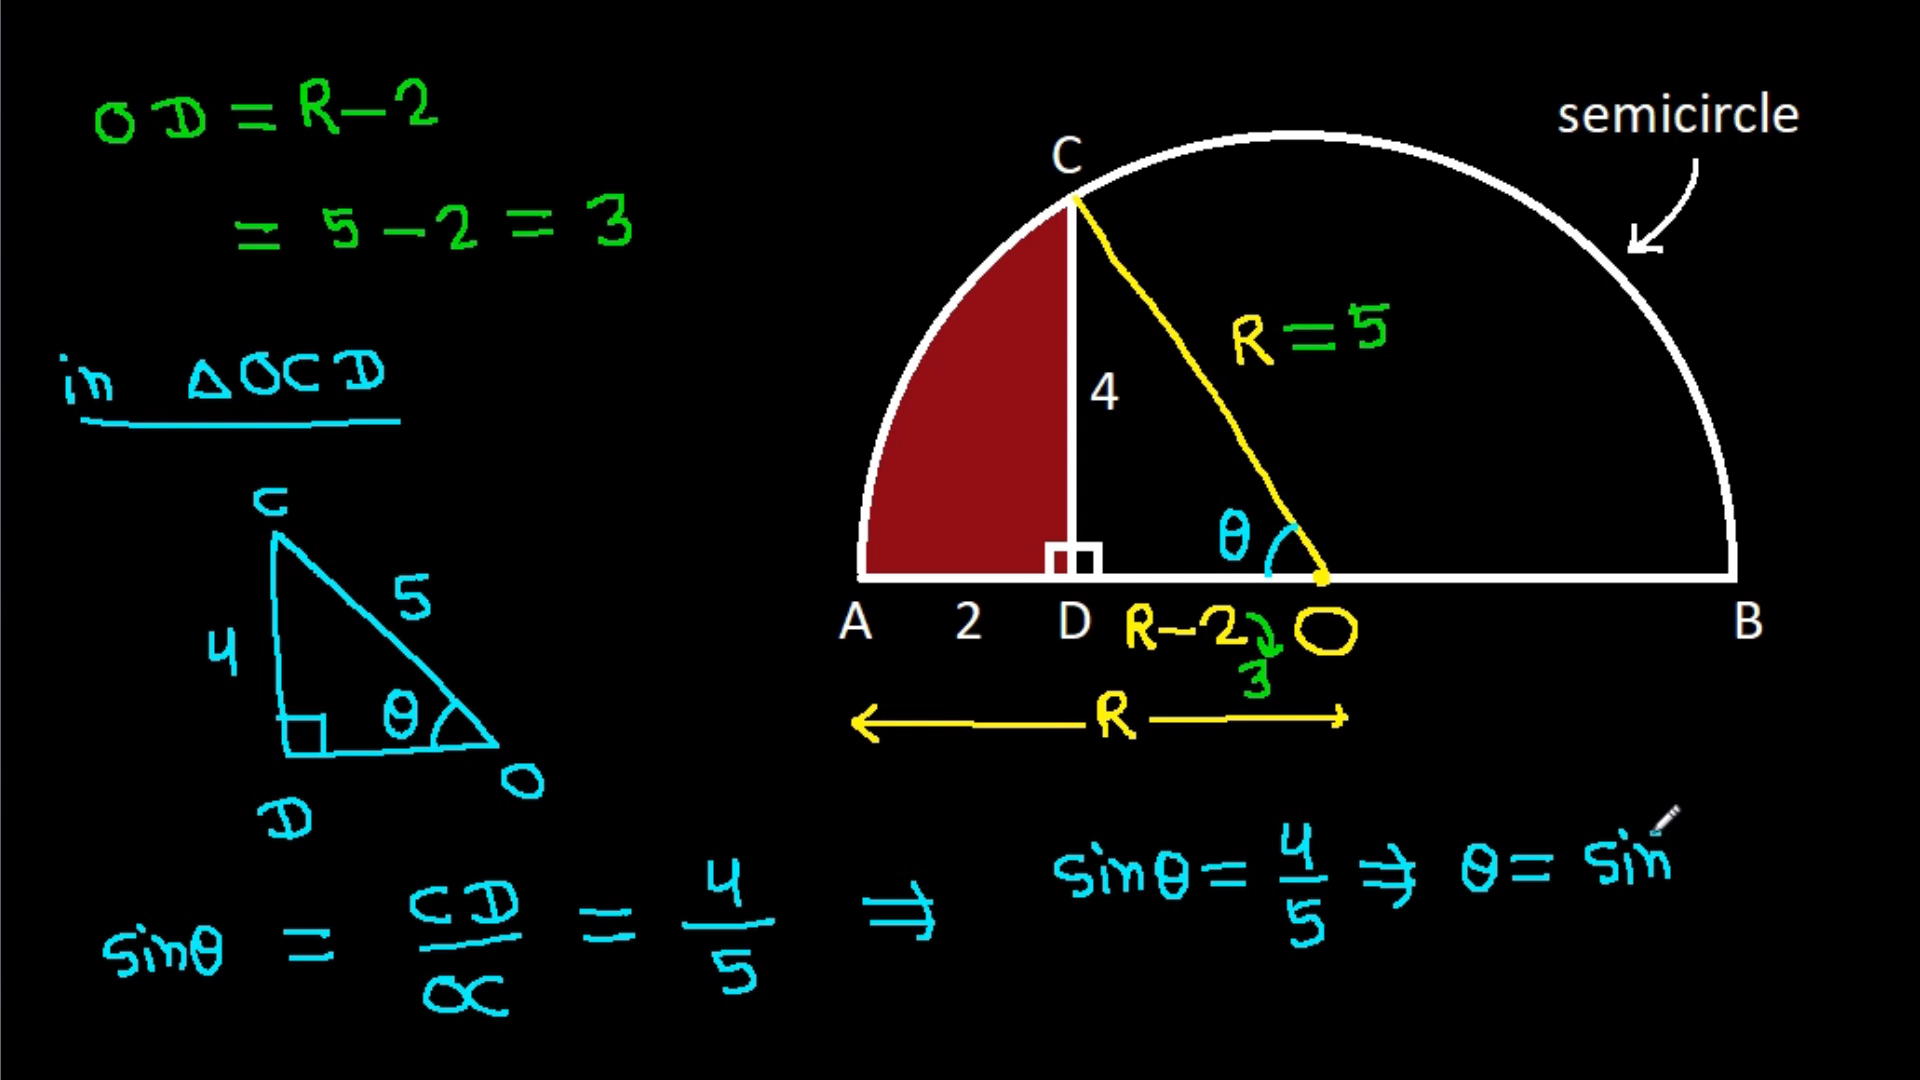 OD = R - 2
= 5 - 2 = 3
in △OCD
C
5
4
θ
D
O
sinθ = CD/OC = 4/5 ⇒
semicircle
C
R = 5
4
θ
A 2 D R-2 O B
3
R
sinθ = 4/5 ⇒ θ = sin